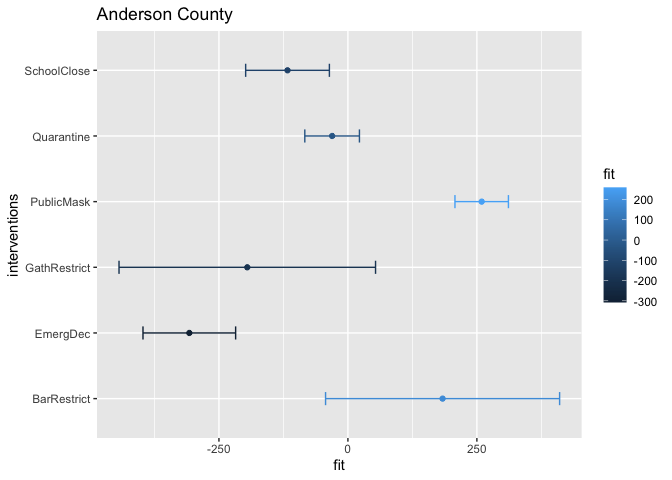 Anderson County
interventions
SchoolClose
Quarantine
PublicMask
GathRestrict
EmergDec
BarRestrict
-250
0
250
fit
fit
200
100
0
-100
-200
-300